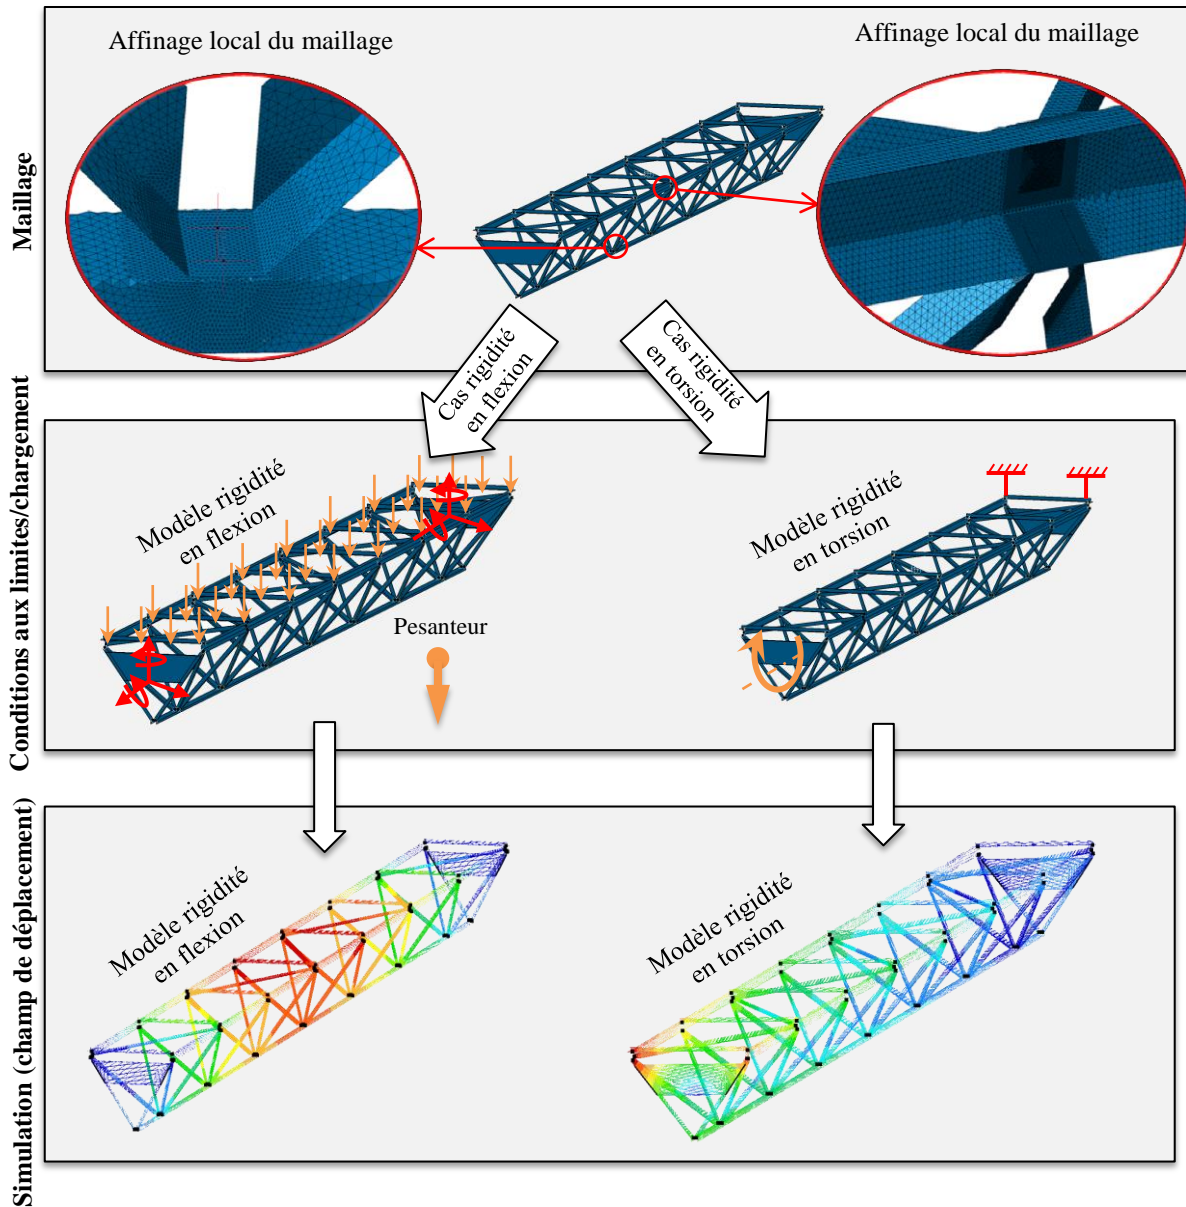 Affinage local du maillage
Affinage local du maillage
Maillage
Cas rigidité
en flexion
Cas rigidité
en torsion
Conditions aux limites/chargement
Modèle rigidité
en flexion
Pesanteur
Modèle rigidité
en torsion
Simulation (champ de déplacement)
Modèle rigidité
en flexion
Modèle rigidité
en torsion